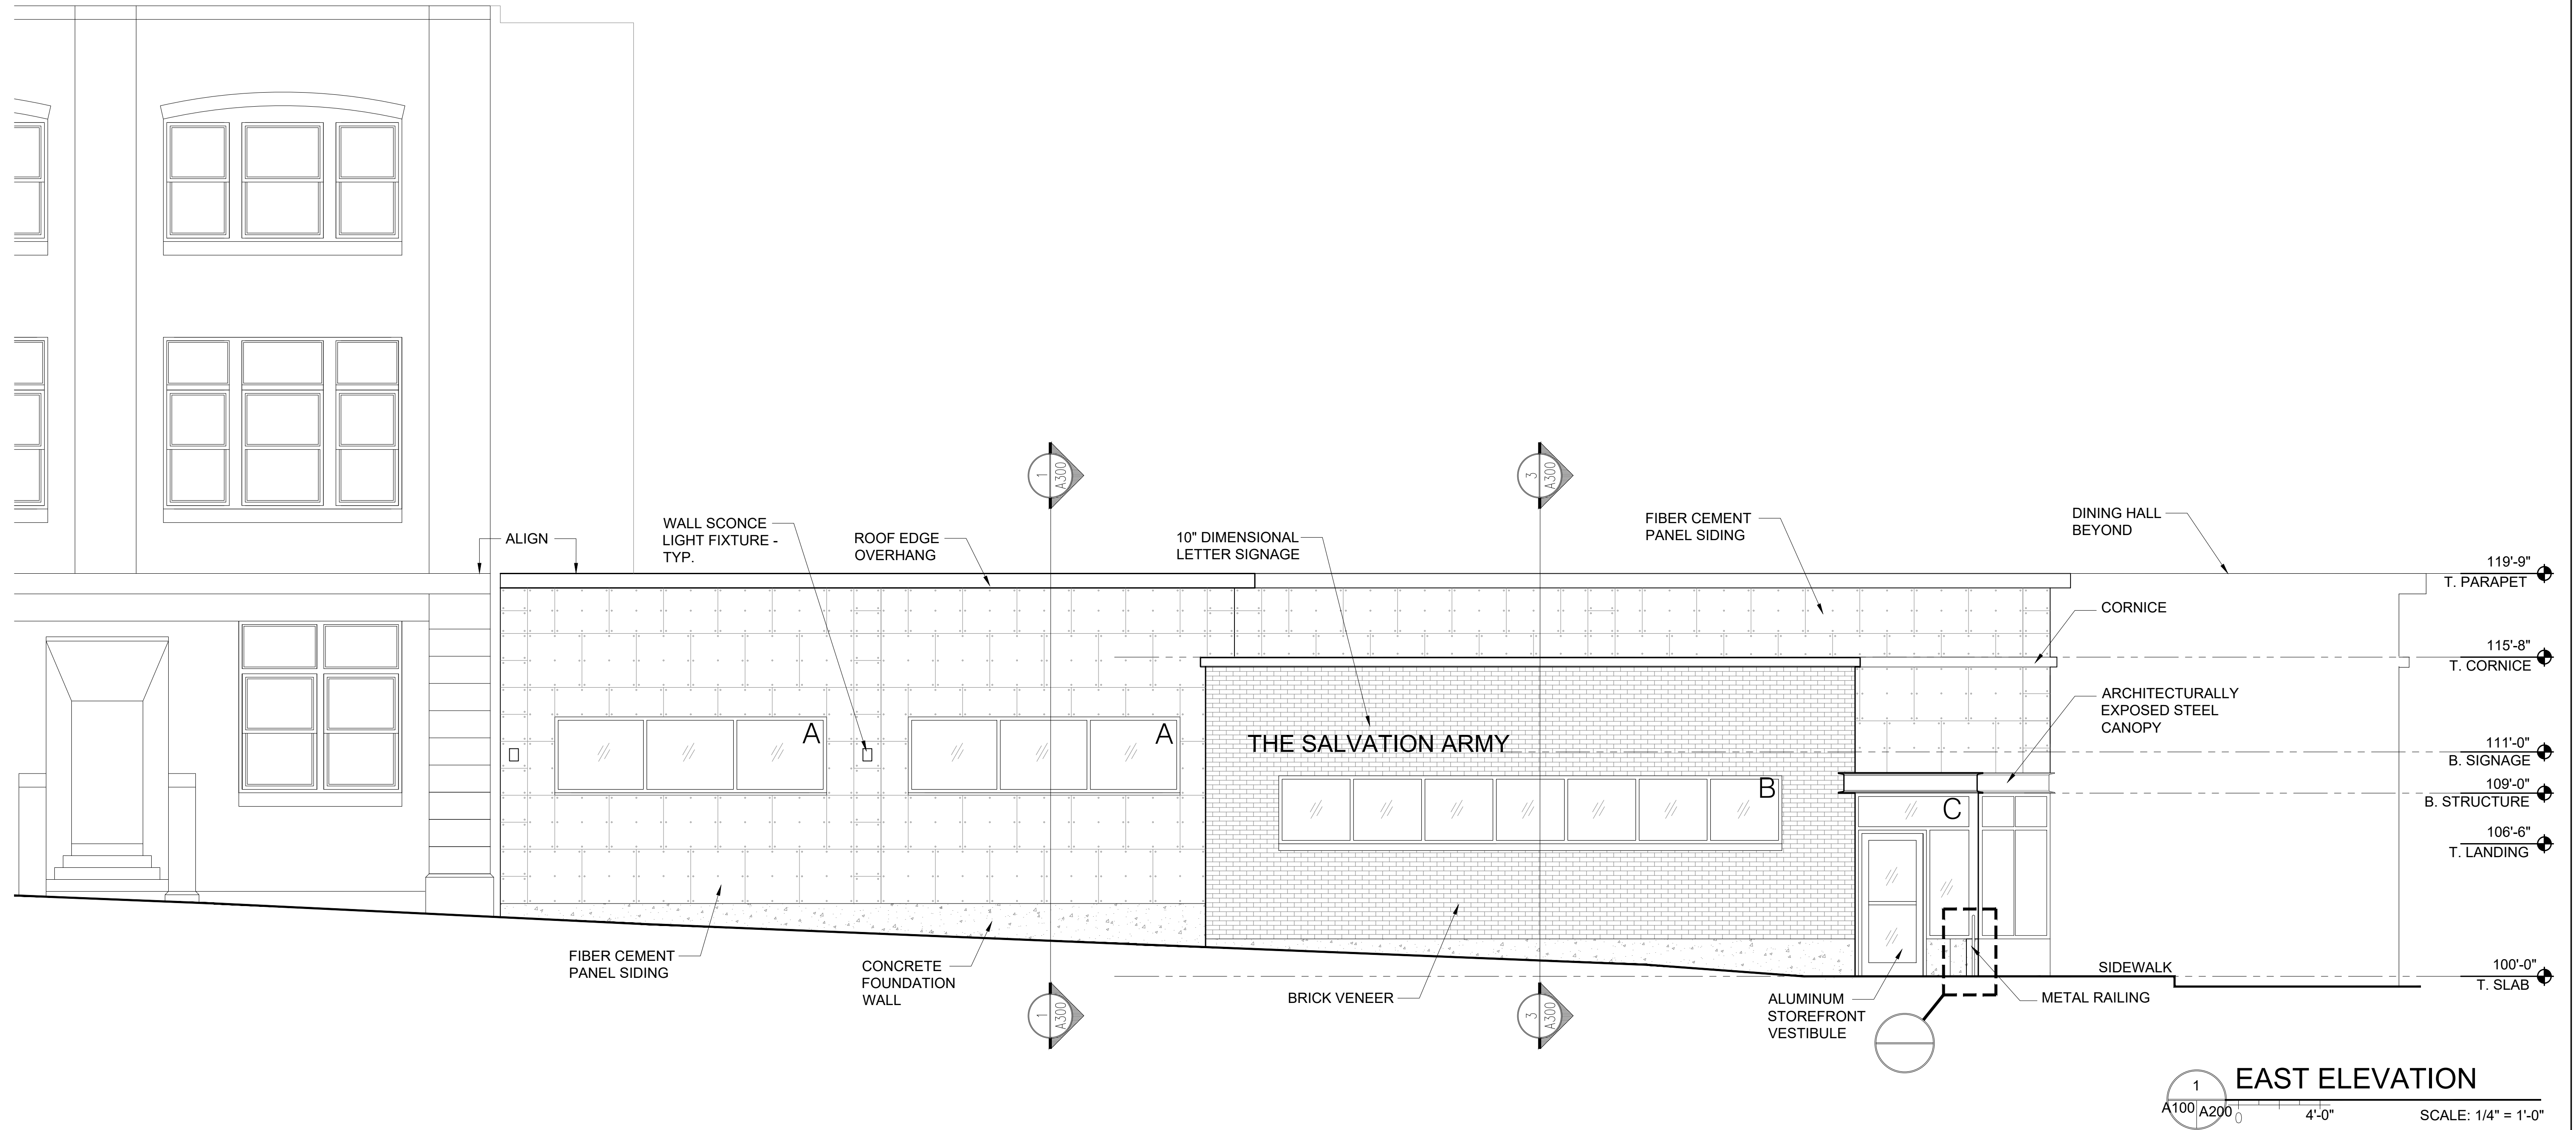 ALIGN
WALL SCONCE
LIGHT FIXTURE -
TYP.
ROOF EDGE
OVERHANG
1
A300
10" DIMENSIONAL
LETTER SIGNAGE
3
A300
FIBER CEMENT
PANEL SIDING
DINING HALL
BEYOND
119'-9"
T. PARAPET
CORNICE
115'-8"
T. CORNICE
ARCHITECTURALLY
EXPOSED STEEL
CANOPY
A
A
THE SALVATION ARMY
111'-0"
B. SIGNAGE
B
109'-0"
B. STRUCTURE
C
106'-6"
T. LANDING
FIBER CEMENT
PANEL SIDING
CONCRETE
FOUNDATION
WALL
1
A300
BRICK VENEER
3
A300
ALUMINUM
STOREFRONT
VESTIBULE
SIDEWALK
METAL RAILING
100'-0"
T. SLAB
1
A100
A200
EAST ELEVATION
0
4'-0"
SCALE: 1/4" = 1'-0"